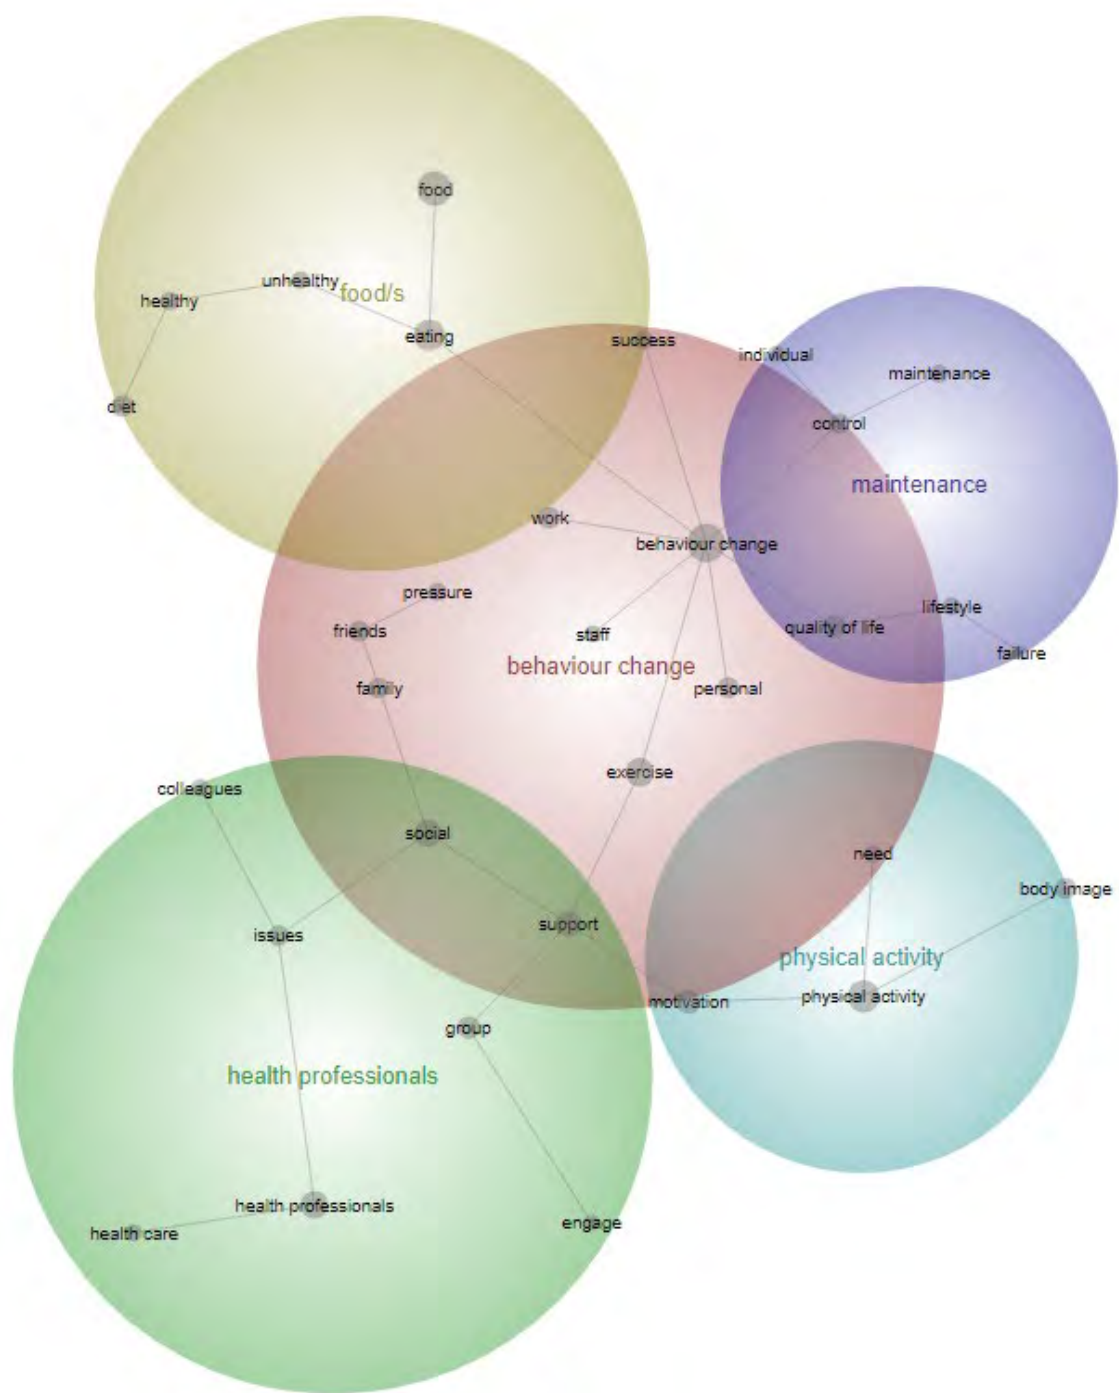 food
unhealthy
food/s
healthy
eating
success
individual
maintenance
diet
control
maintenance
work
behaviour change
pressure
lifestyle
friends
staff
quality of life
failure
behaviour change
family
personal
exercise
colleagues
social
need
body image
support
issues
physical activity
physical activity
motivation
group
health professionals
health professionals
engage
health care